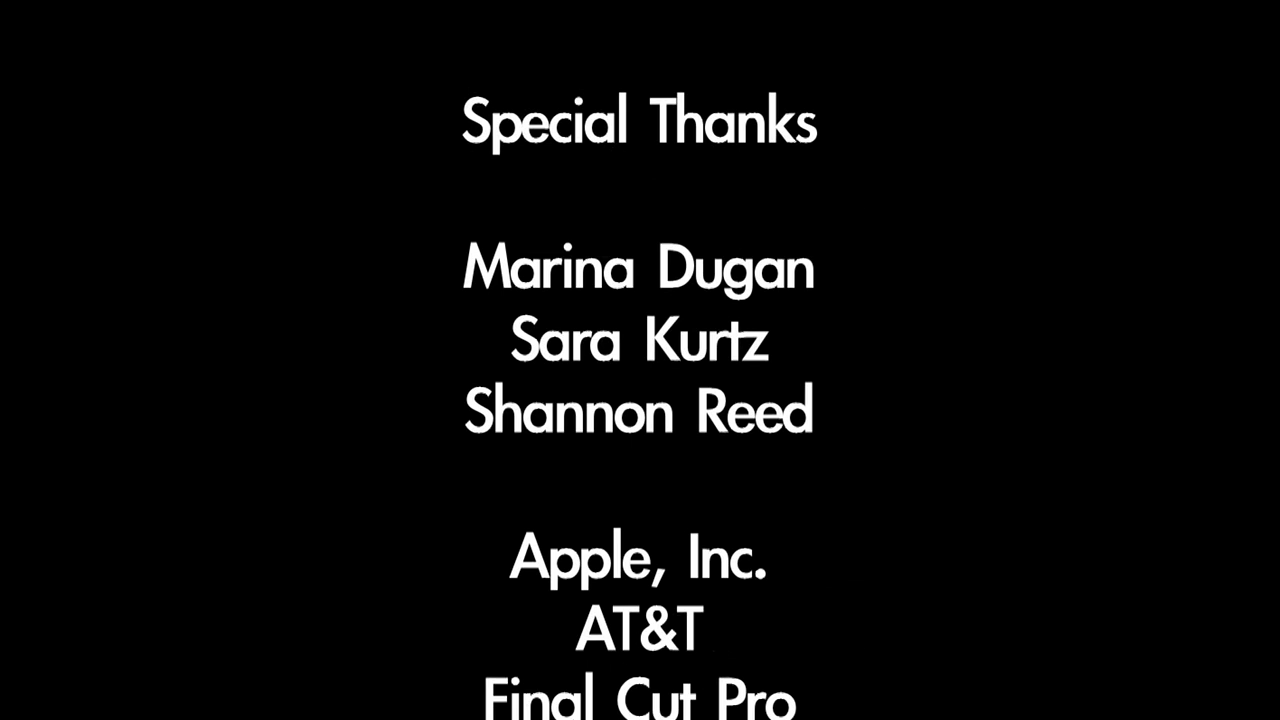 Special Thanks
Marina Dugan
Sara Kurtz
Shannon Reed
Apple, Inc.
AT&T
Final Cut Pro